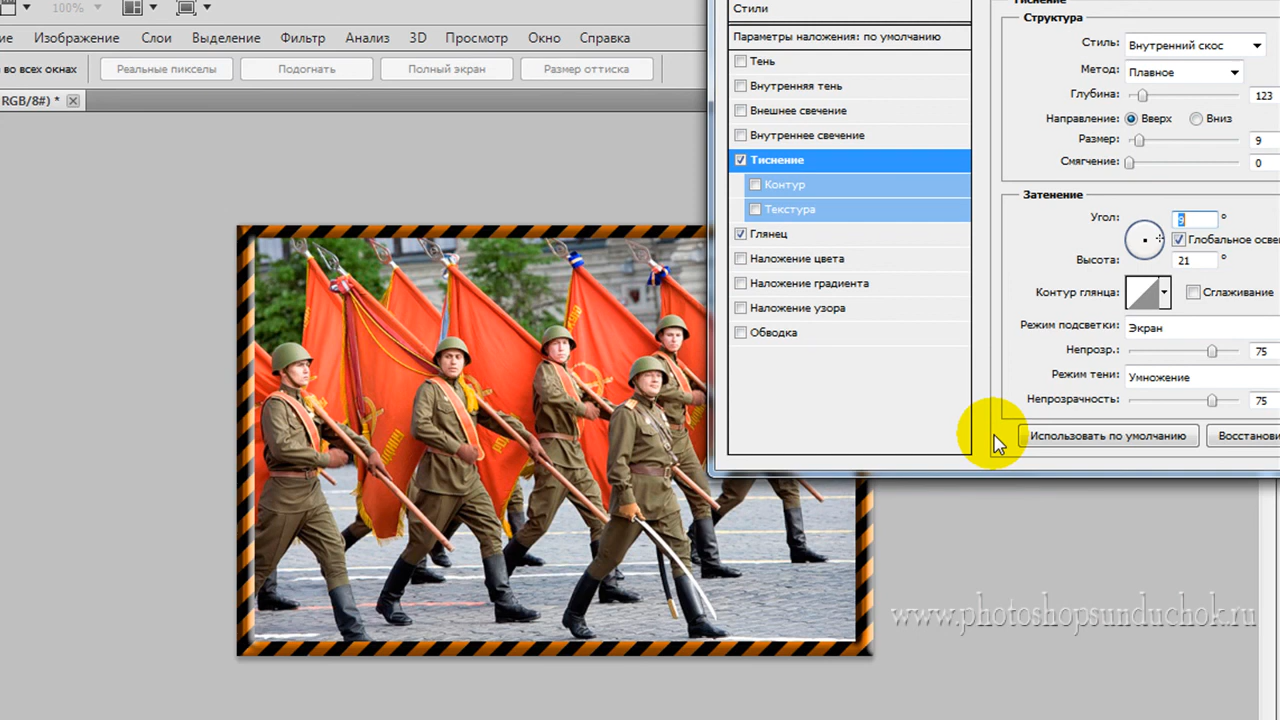 100%
Изображение Слои Выделение Фильтр Анализ 3D Просмотр Окно Справка
во всех окнах Реальные пикселы Подогнать Полный экран Размер оттиска
RGB/8#) *
Стили
Параметры наложения: по умолчанию
Тень
Внутренняя тень
Внешнее свечение
Внутреннее свечение
Тиснение
Контур
Текстура
Глянец
Наложение цвета
Наложение градиента
Наложение узора
Обводка
Тиснение
Структура
Стиль: Внутренний скос
Метод: Плавное
Глубина: 123
Направление: Вверх Вниз
Размер: 9
Смягчение: 0
Затенение
Угол: 9 °
Глобальное осве
Высота: 21 °
Контур глянца: Сглаживание
Режим подсветки: Экран
Непрозр.: 75
Режим тени: Умножение
Непрозрачность: 75
Использовать по умолчанию Восстанови
www.photoshopsunduchok.ru